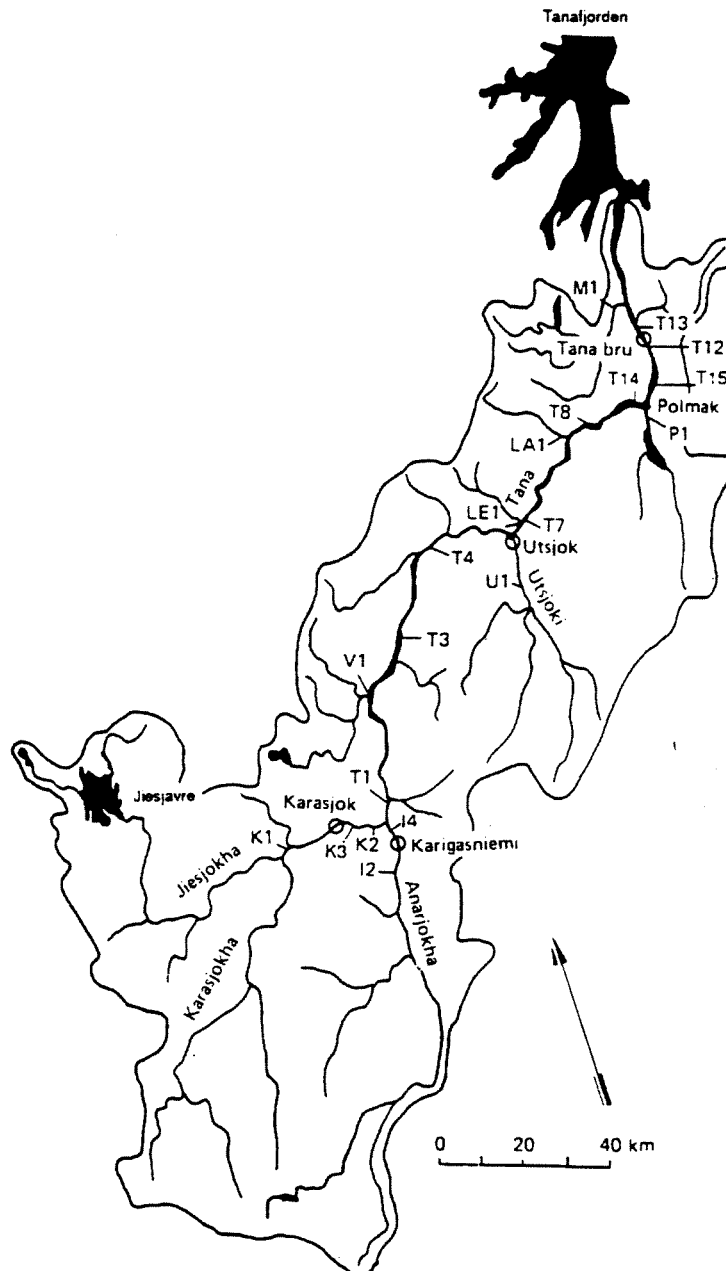 Tanafjorden
M1
T13
Tana bru
T12
T14
T15
Polmak
T8
P1
LA1
Tana
LE1
T7
Utsjok
T4
U1
Utsjoki
T3
V1
T1
Jiesjavre
Karasjok
I4
K1
K3
K2
Karigasniemi
I2
Jiesjokha
Anarjokha
Karasjokha
0 20 40 km